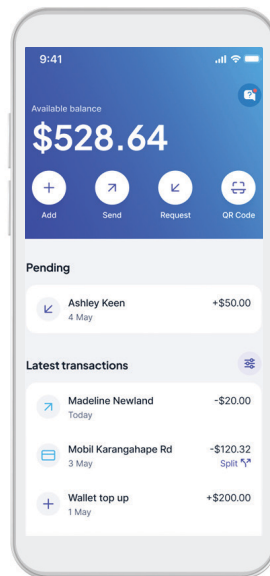 9:41
Available balance
$528.64
Add Send Request QR Code
Pending
Ashley Keen +$50.00
4 May
Latest transactions
Madeline Newland -$20.00
Today
Mobil Karangahape Rd -$120.32
3 May Split
Wallet top up +$200.00
1 May